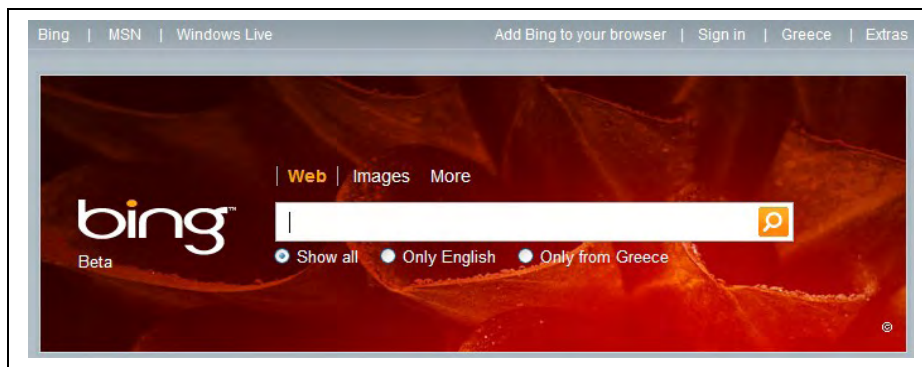 Bing | MSN | Windows Live Add Bing to your browser | Sign in | Greece | Extras
| Web | Images More
bing™
Beta
Show all Only English Only from Greece
©